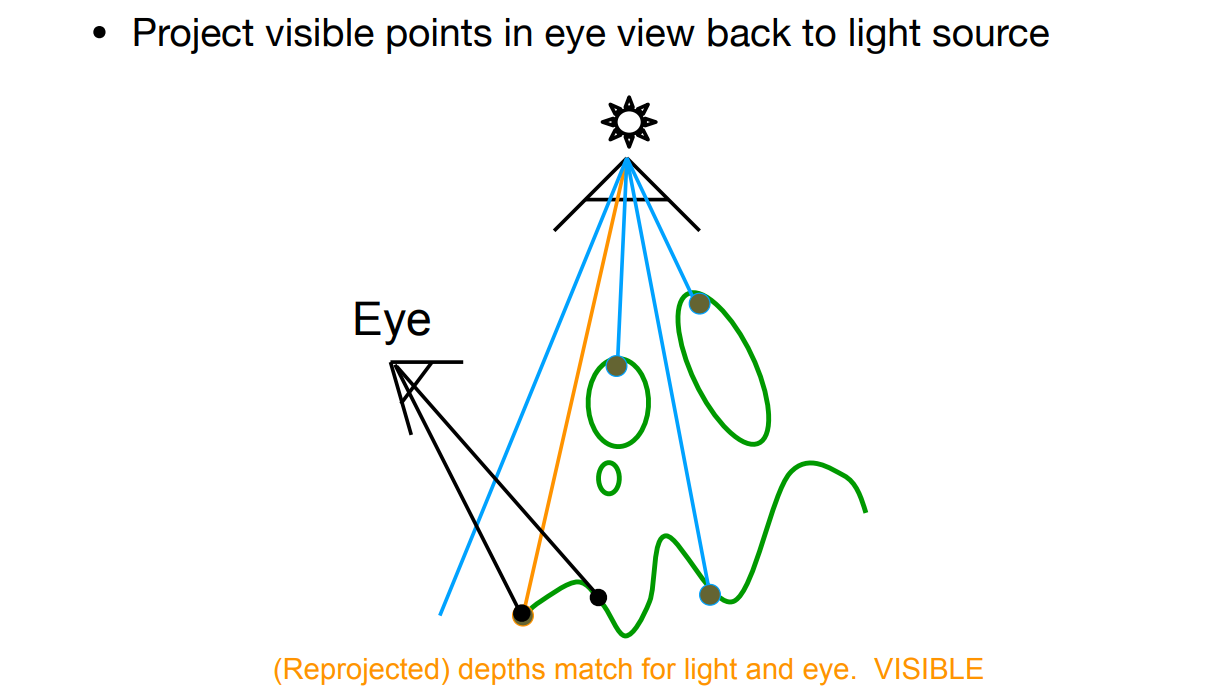 • Project visible points in eye view back to light source
Eye
(Reprojected) depths match for light and eye. VISIBLE